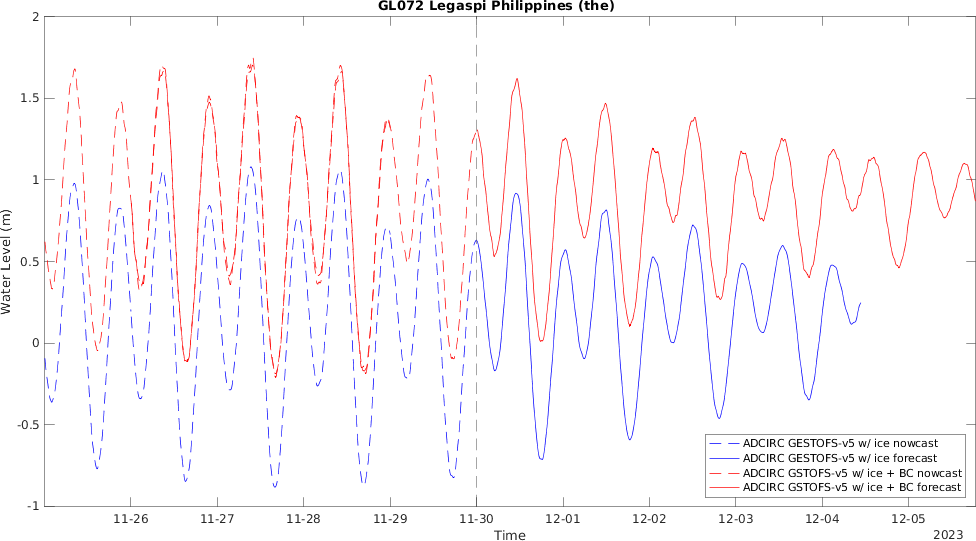 GL072 Legaspi Philippines (the)
2
1.5
1
0.5
0
-0.5
-1
Water Level (m)
11-26 11-27 11-28 11-29 11-30 12-01 12-02 12-03 12-04 12-05
Time
2023
ADCIRC GESTOFS-v5 w/ ice nowcast
ADCIRC GESTOFS-v5 w/ ice forecast
ADCIRC GSTOFS-v5 w/ ice + BC nowcast
ADCIRC GSTOFS-v5 w/ ice + BC forecast